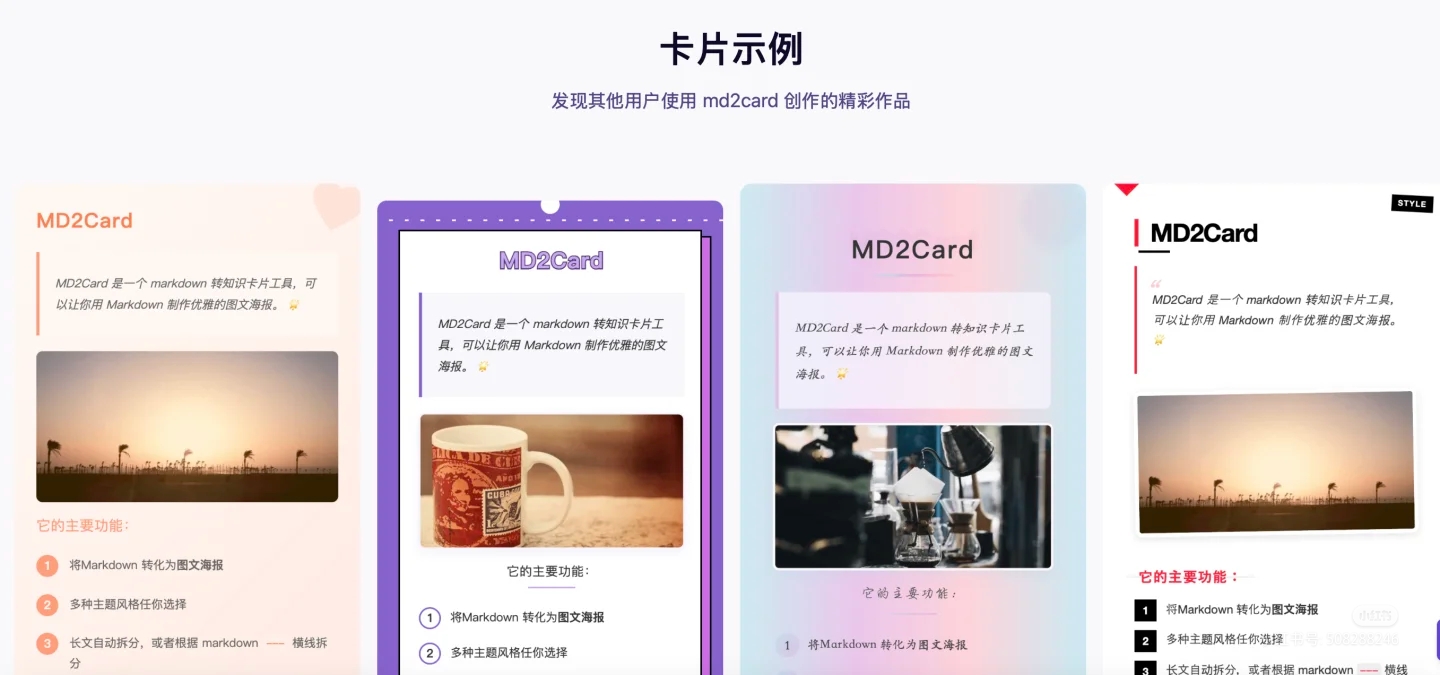 卡片示例
发现其他用户使用 md2card 创作的精彩作品
MD2Card
MD2Card 是一个 markdown 转知识卡片工具，可
以让你用 Markdown 制作优雅的图文海报。 🌟
它的主要功能：
1 将Markdown 转化为图文海报
2 多种主题风格任你选择
3 长文自动拆分，或者根据 markdown --- 横线拆
分
MD2Card
MD2Card 是一个 markdown 转知识卡片工
具，可以让你用 Markdown 制作优雅的图文
海报。 🌟
CUBA
它的主要功能：
1 将Markdown 转化为图文海报
2 多种主题风格任你选择
MD2Card
MD2Card 是一个 markdown 转知识卡片工
具，可以让你用 Markdown 制作优雅的图文
海报。 🌟
它的主要功能：
1 将Markdown 转化为图文海报
STYLE
MD2Card
“
MD2Card 是一个 markdown 转知识卡片工具，
可以让你用 Markdown 制作优雅的图文海报。
🌟
它的主要功能：
1 将Markdown 转化为图文海报
2 多种主题风格任你选择
3 长文自动拆分，或者根据 markdown --- 横线
小红书